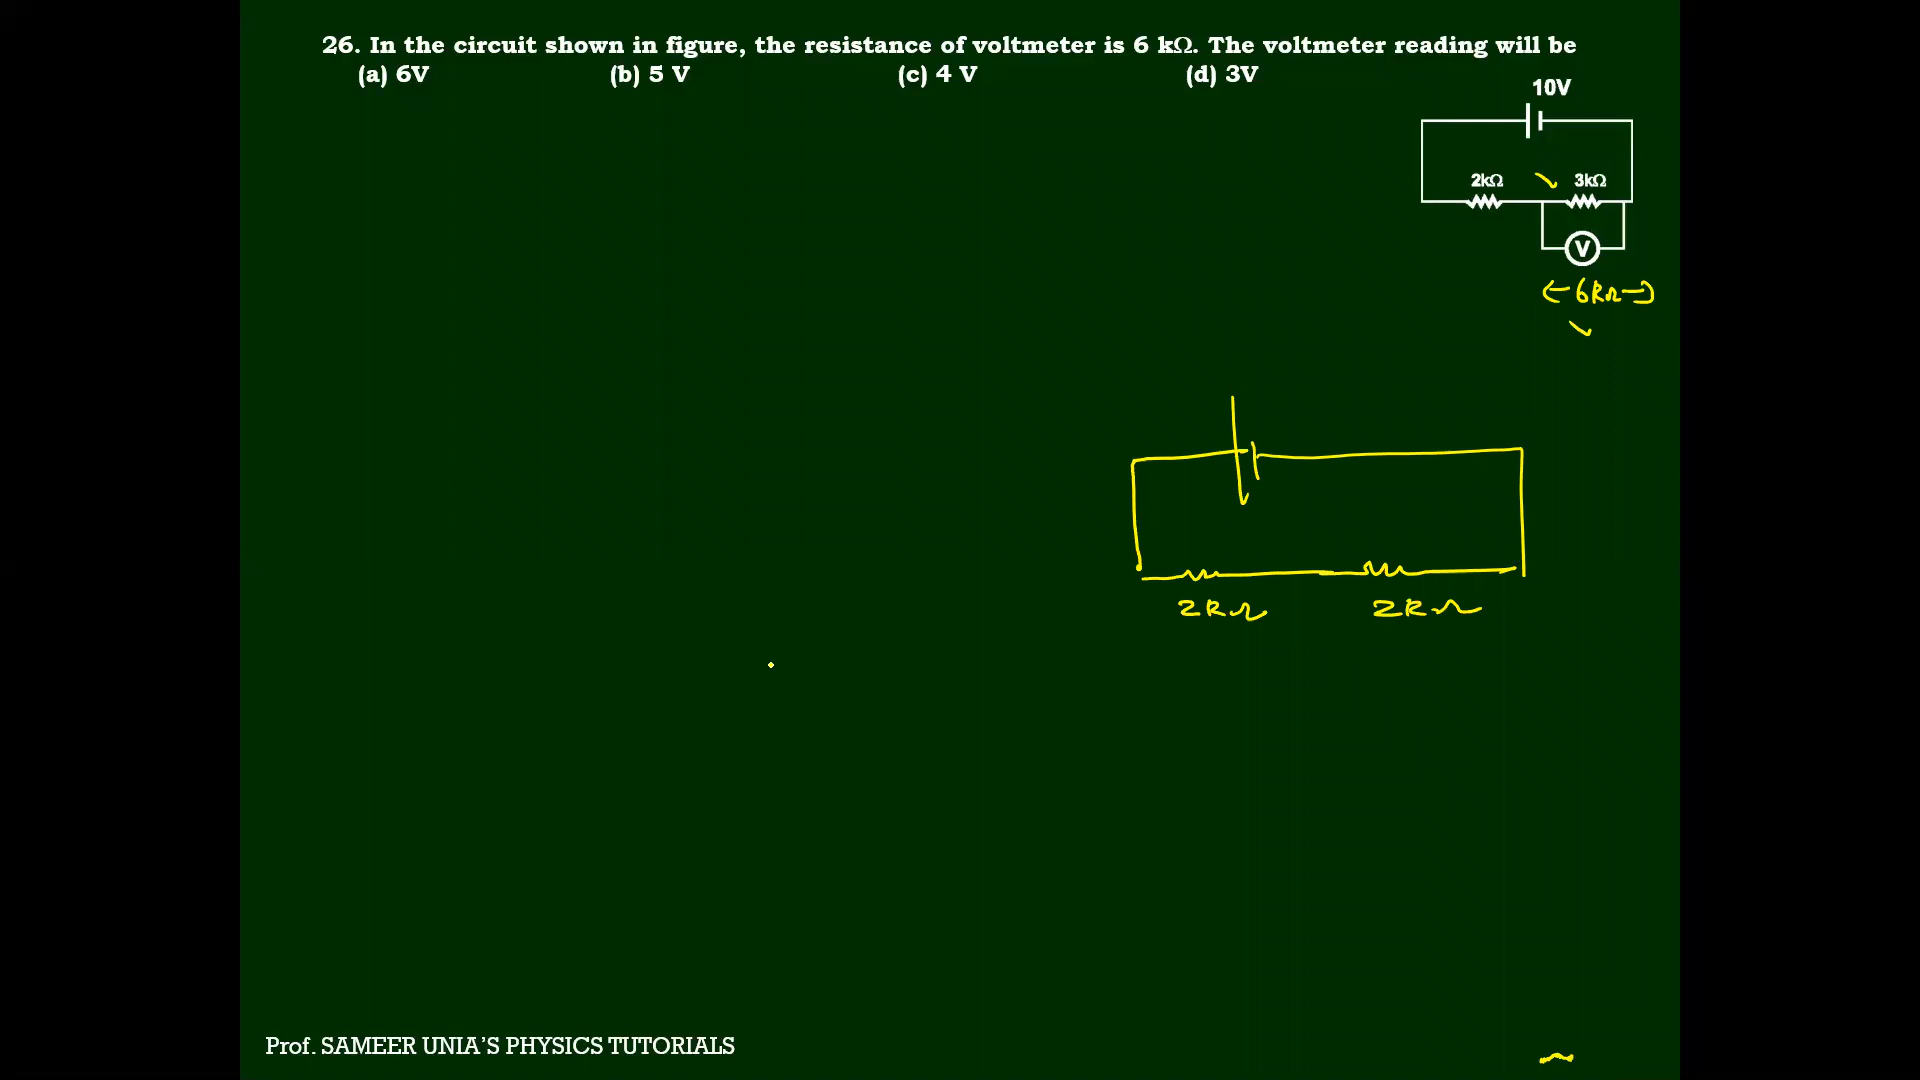 26. In the circuit shown in figure, the resistance of voltmeter is 6 kΩ. The voltmeter reading will be
(a) 6V (b) 5 V (c) 4 V (d) 3V
10V
2kΩ 3kΩ
V
6kΩ
2kΩ 2kΩ
Prof. SAMEER UNIA'S PHYSICS TUTORIALS